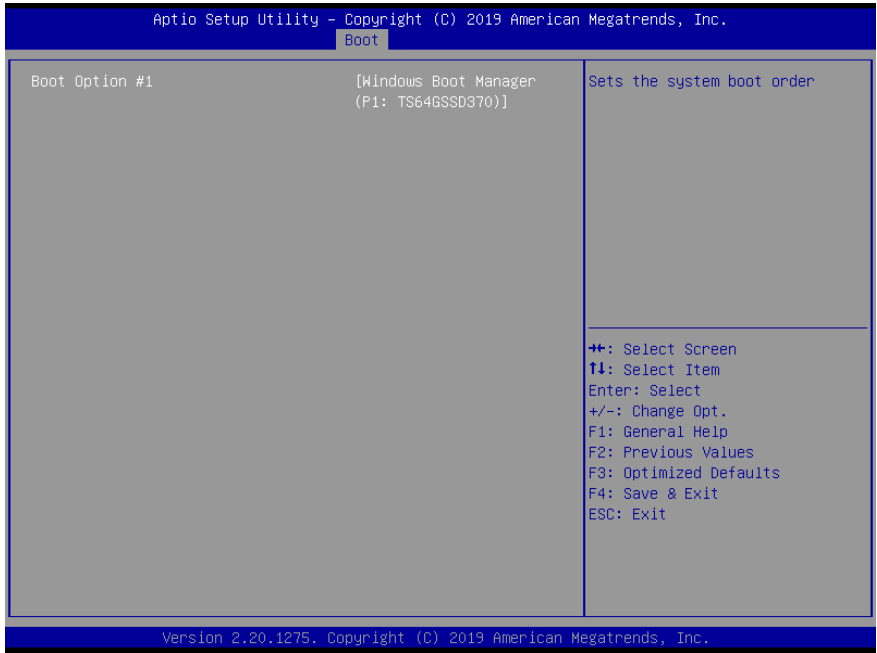 Aptio Setup Utility – Copyright (C) 2019 American Megatrends, Inc.
Boot
Boot Option #1 [Windows Boot Manager (P1: TS64GSSD370)]
Sets the system boot order
→←: Select Screen
↑↓: Select Item
Enter: Select
+/-: Change Opt.
F1: General Help
F2: Previous Values
F3: Optimized Defaults
F4: Save & Exit
ESC: Exit
Version 2.20.1275. Copyright (C) 2019 American Megatrends, Inc.